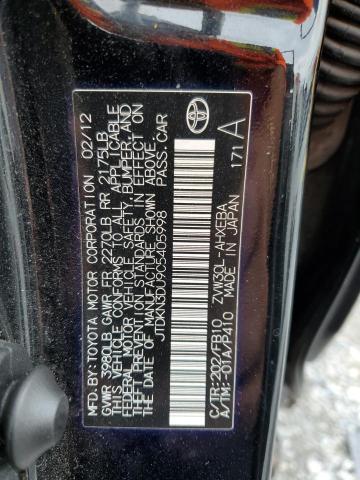 MFD.BY:TOYOTA MOTOR CORPORATION 02/12
GVWR 3980LB GAWR FR 2270LB RR 2175LB
THIS VEHICLE CONFORMS TO ALL APPLICABLE
FEDERAL MOTOR VEHICLE SAFETY, BUMPER, AND
THEFT PREVENTION STANDARDS IN EFFECT ON
THE DATE OF MANUFACTURE SHOWN ABOVE.
JTDKN3DU9C5405998 PASS.CAR
TOYOTA
ZVW30L-AHXEBA
MADE IN JAPAN 171 A
C/TR:202/FB10
A/TM:-01A/P410